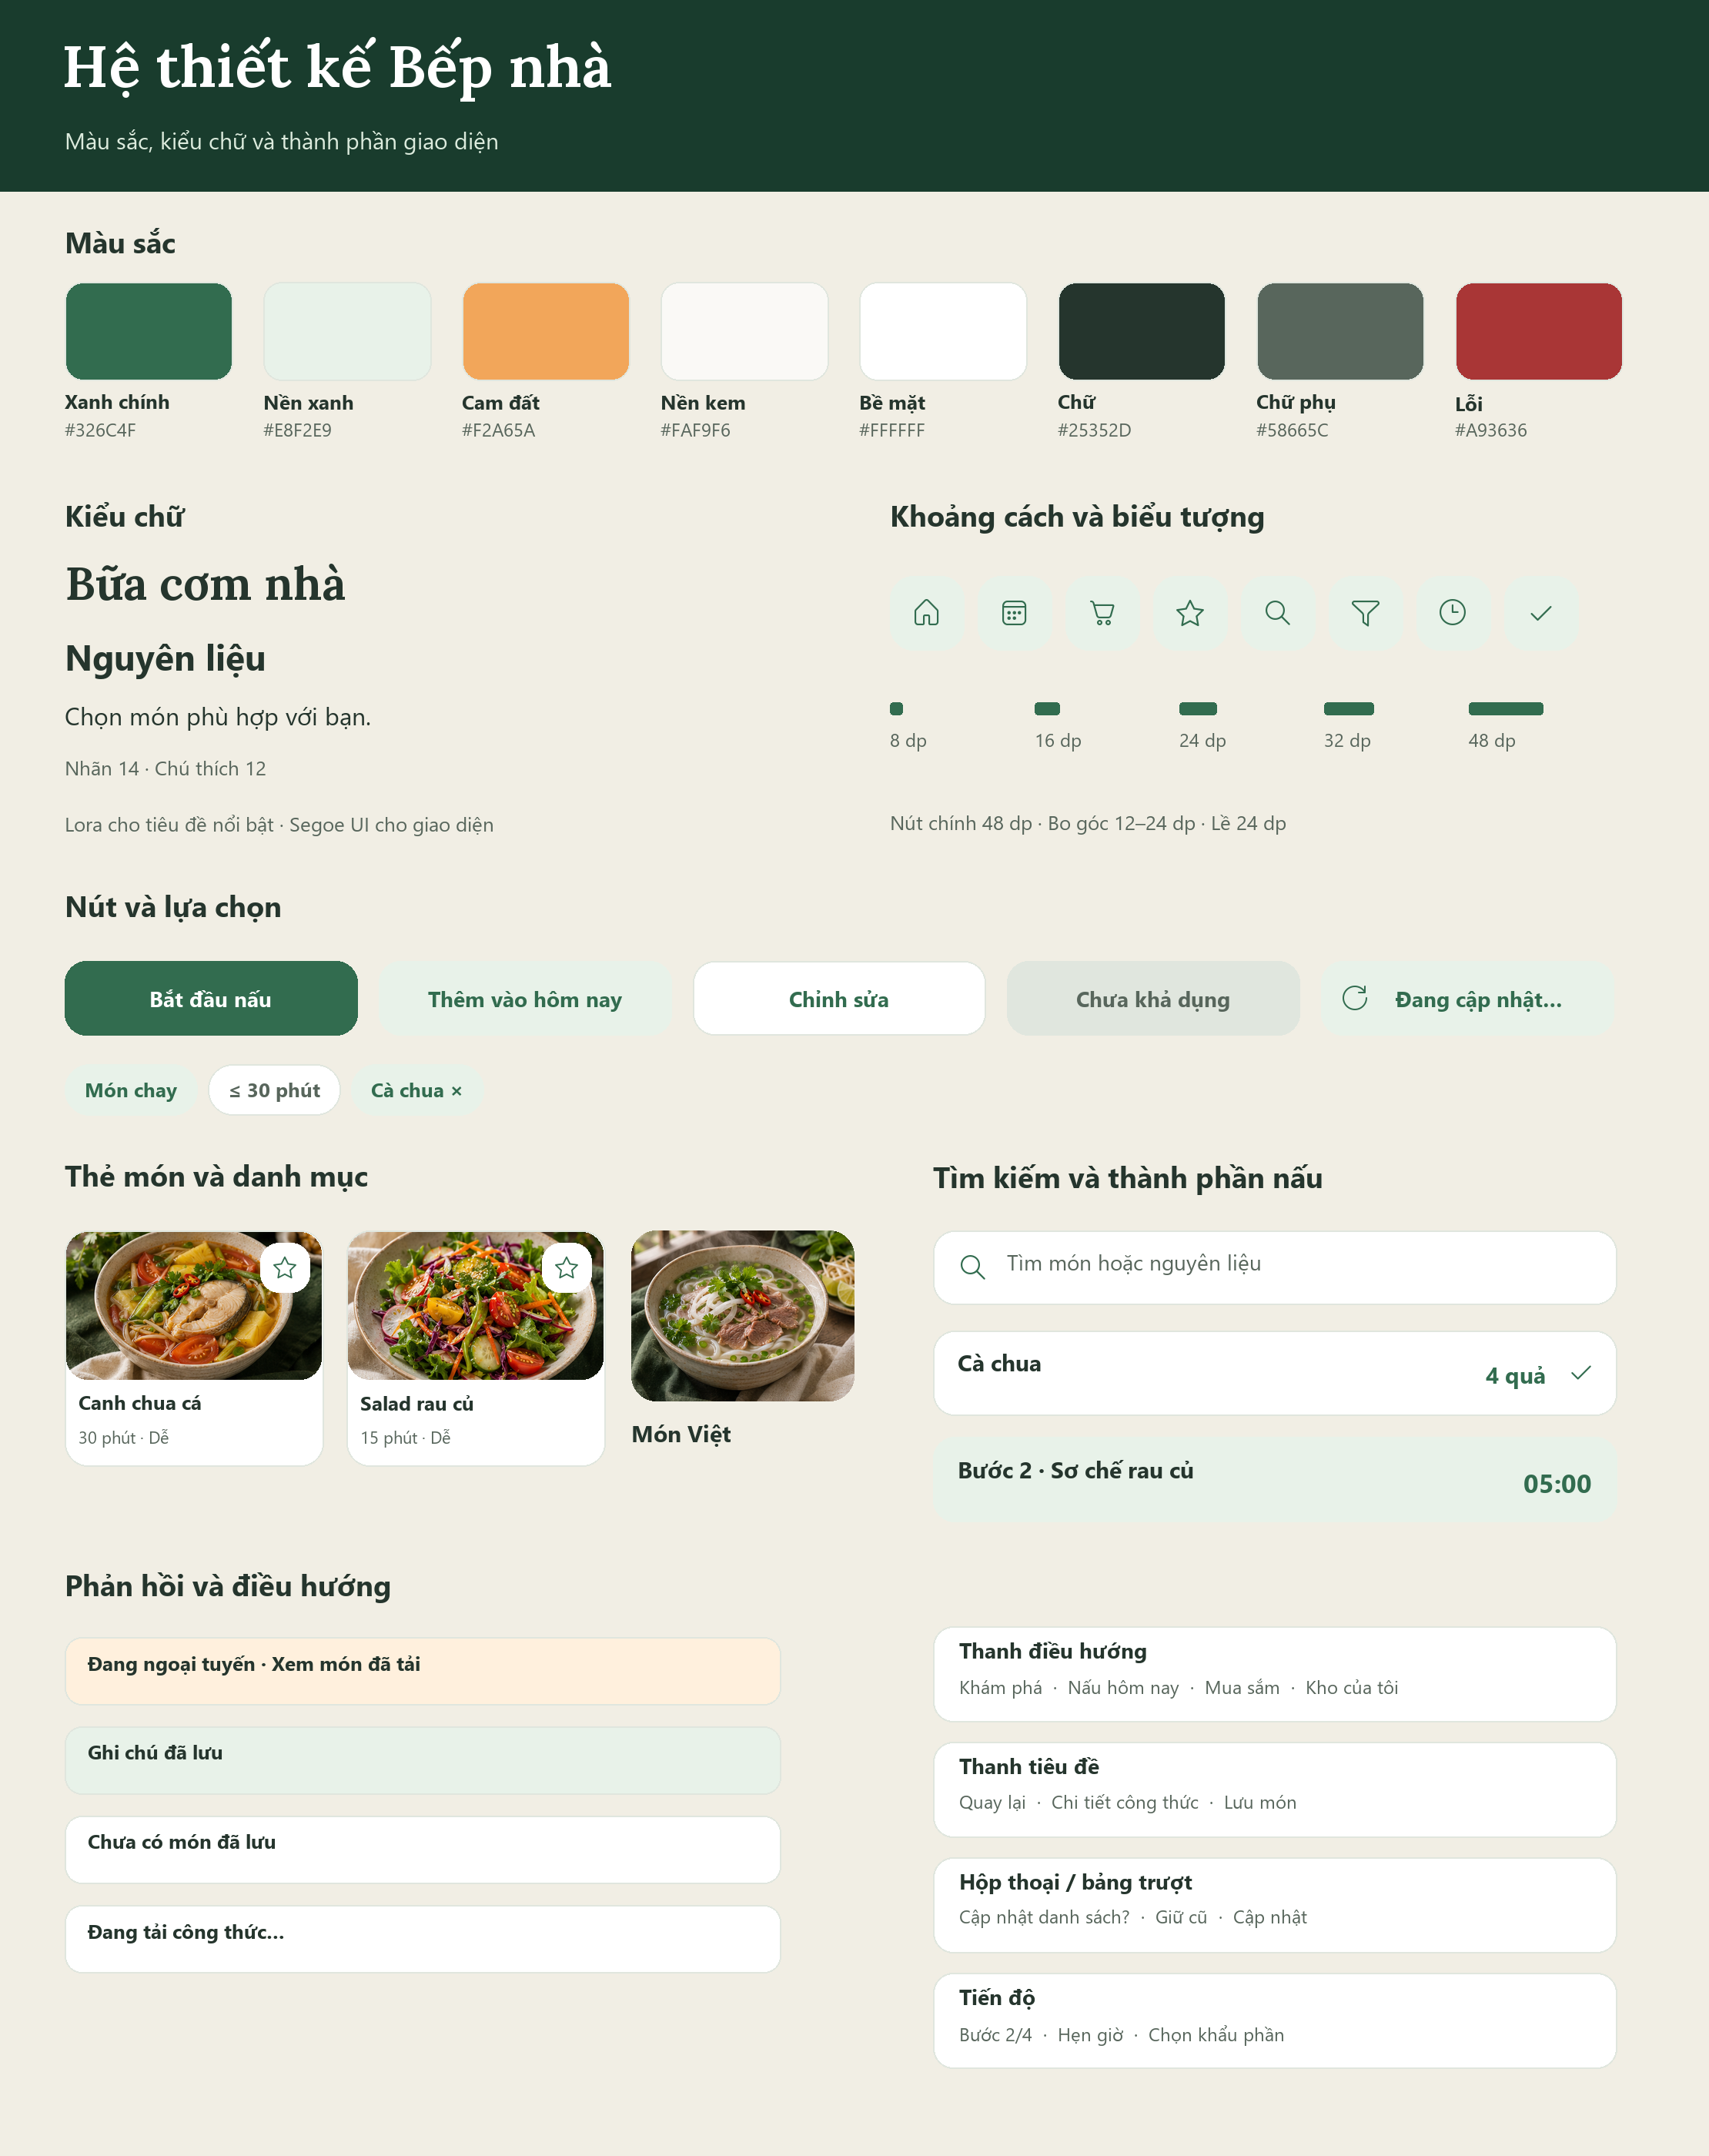 Hệ thiết kế Bếp nhà
Màu sắc, kiểu chữ và thành phần giao diện
Màu sắc
Xanh chính
#326C4F
Nền xanh
#E8F2E9
Cam đất
#F2A65A
Nền kem
#FAF9F6
Bề mặt
#FFFFFF
Chữ
#25352D
Chữ phụ
#58665C
Lỗi
#A93636
Kiểu chữ
Bữa cơm nhà
Nguyên liệu
Chọn món phù hợp với bạn.
Nhãn 14 · Chú thích 12
Lora cho tiêu đề nổi bật · Segoe UI cho giao diện
Khoảng cách và biểu tượng
8 dp
16 dp
24 dp
32 dp
48 dp
Nút chính 48 dp · Bo góc 12–24 dp · Lề 24 dp
Nút và lựa chọn
Bắt đầu nấu
Thêm vào hôm nay
Chỉnh sửa
Chưa khả dụng
Đang cập nhật...
Món chay
≤ 30 phút
Cà chua ×
Thẻ món và danh mục
Canh chua cá
30 phút · Dễ
Salad rau củ
15 phút · Dễ
Món Việt
Tìm kiếm và thành phần nấu
Tìm món hoặc nguyên liệu
Cà chua
4 quả
Bước 2 · Sơ chế rau củ
05:00
Phản hồi và điều hướng
Đang ngoại tuyến · Xem món đã tải
Ghi chú đã lưu
Chưa có món đã lưu
Đang tải công thức...
Thanh điều hướng
Khám phá · Nấu hôm nay · Mua sắm · Kho của tôi
Thanh tiêu đề
Quay lại · Chi tiết công thức · Lưu món
Hộp thoại / bảng trượt
Cập nhật danh sách? · Giữ cũ · Cập nhật
Tiến độ
Bước 2/4 · Hẹn giờ · Chọn khẩu phần